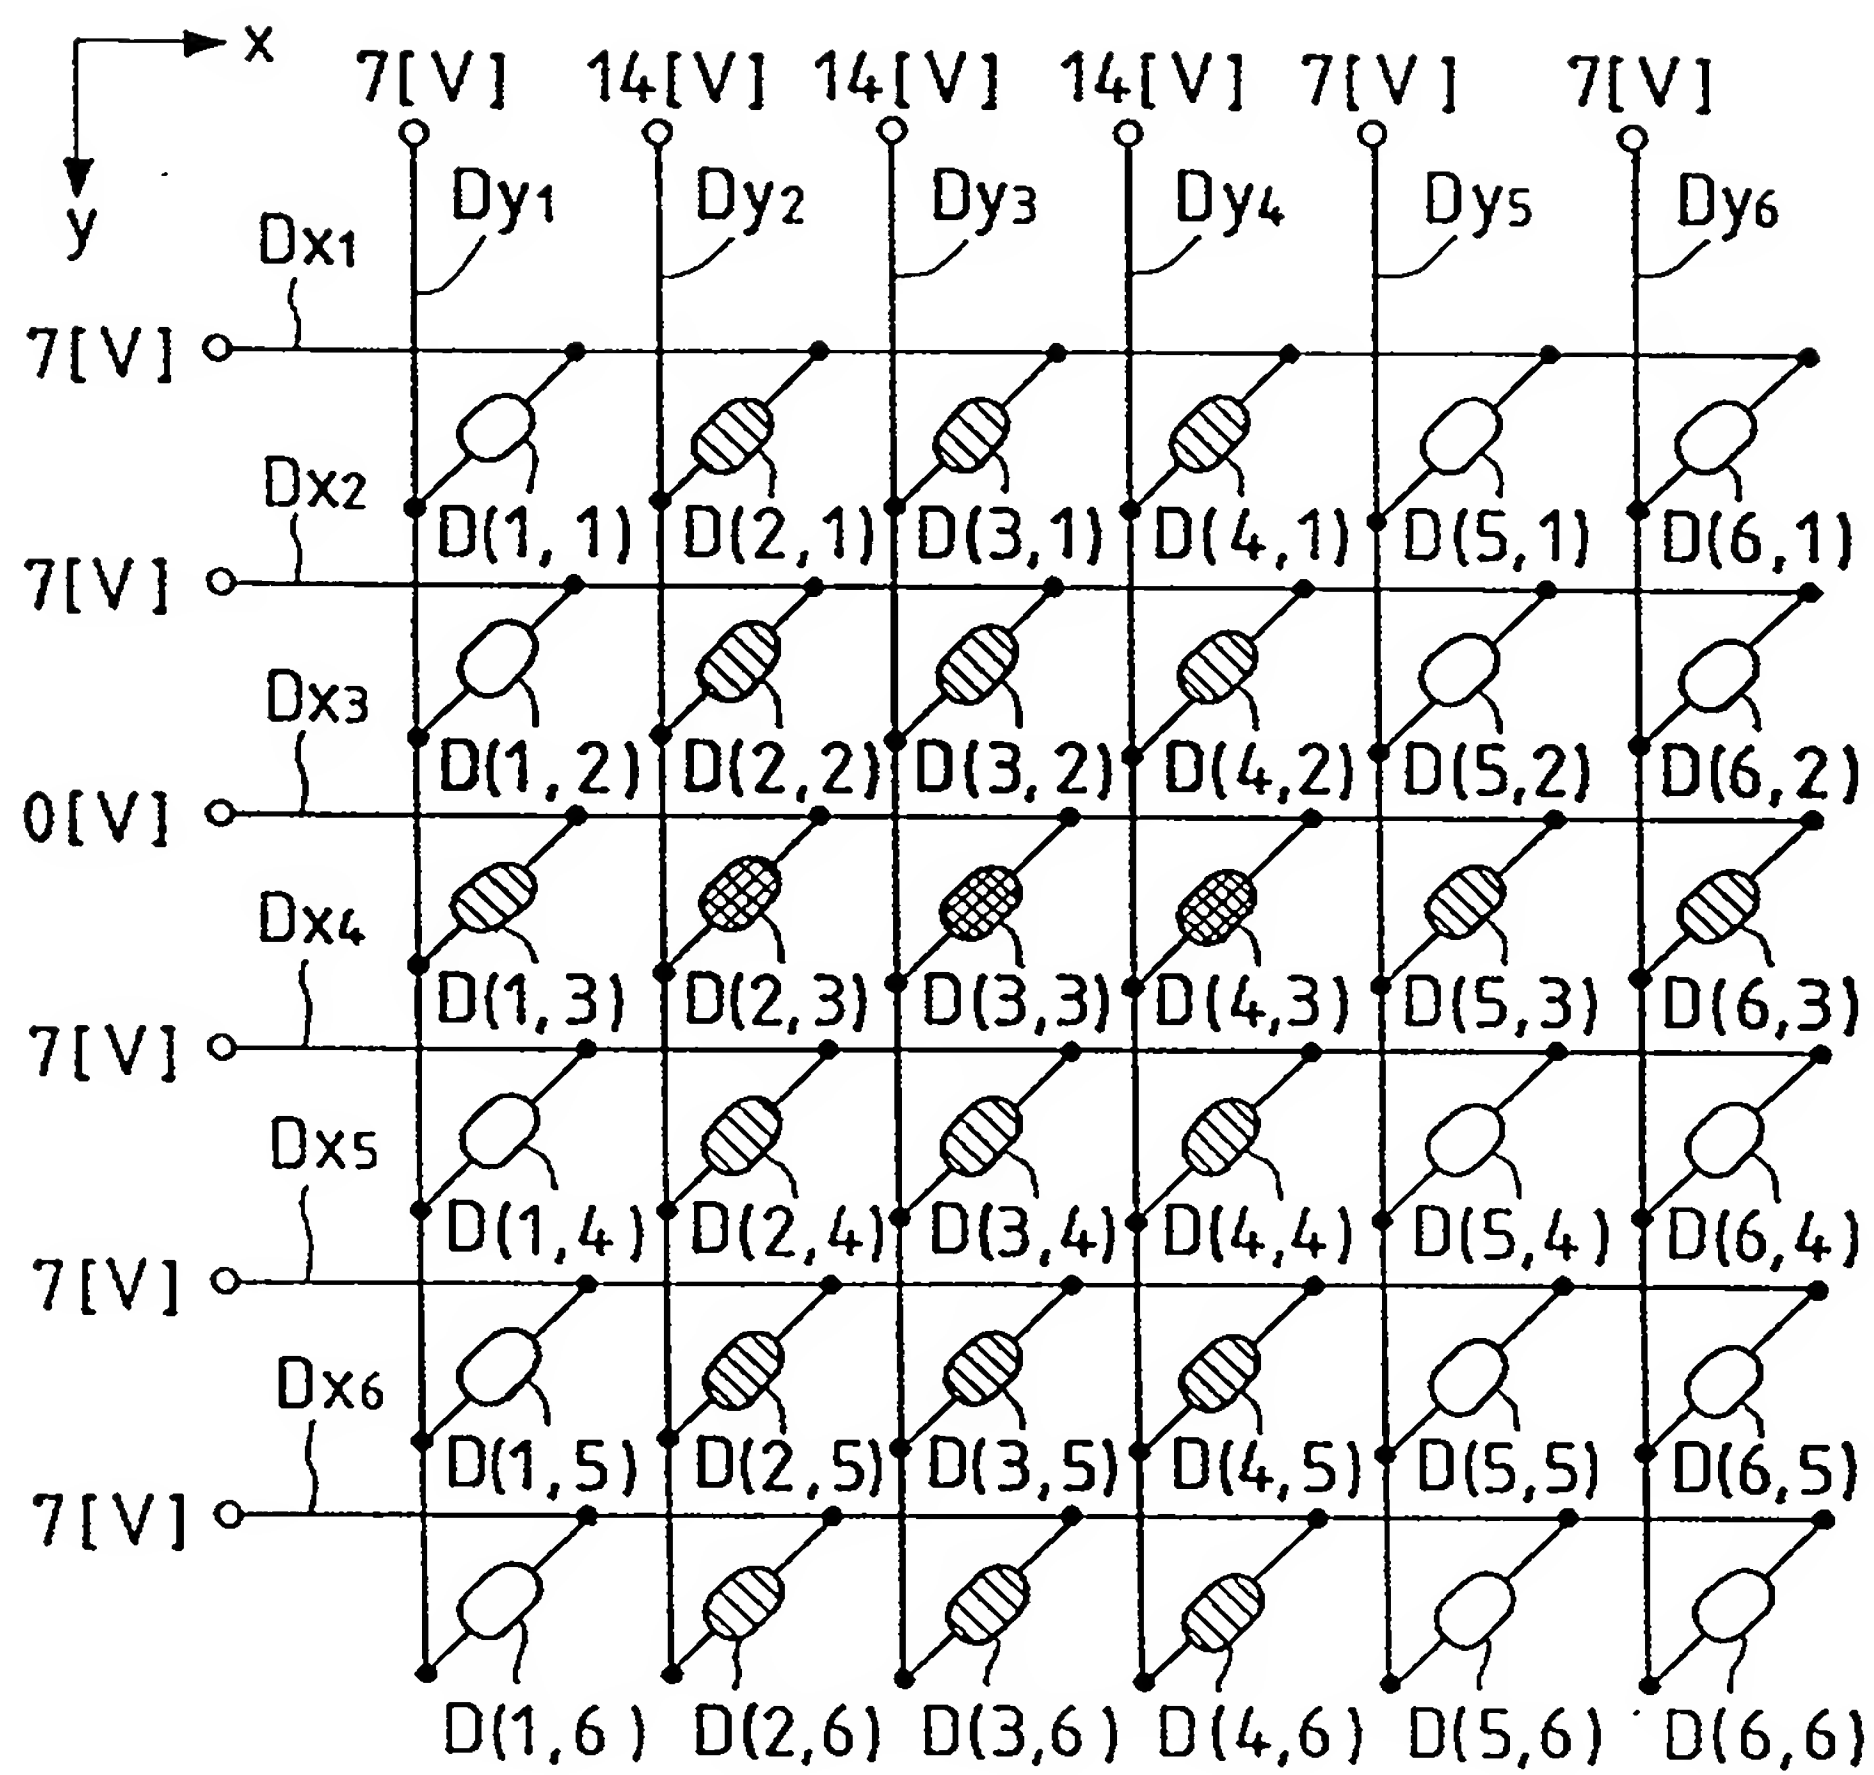 x
7[V] 14[V] 14[V] 14[V] 7[V] 7[V]
y
Dy1 Dy2 Dy3 Dy4 Dy5 Dy6
Dx1
7[V]
Dx2
D(1,1) D(2,1) D(3,1) D(4,1) D(5,1) D(6,1)
7[V]
Dx3
D(1,2) D(2,2) D(3,2) D(4,2) D(5,2) D(6,2)
0[V]
Dx4
D(1,3) D(2,3) D(3,3) D(4,3) D(5,3) D(6,3)
7[V]
Dx5
D(1,4) D(2,4) D(3,4) D(4,4) D(5,4) D(6,4)
7[V]
Dx6
D(1,5) D(2,5) D(3,5) D(4,5) D(5,5) D(6,5)
7[V]
D(1,6) D(2,6) D(3,6) D(4,6) D(5,6) D(6,6)